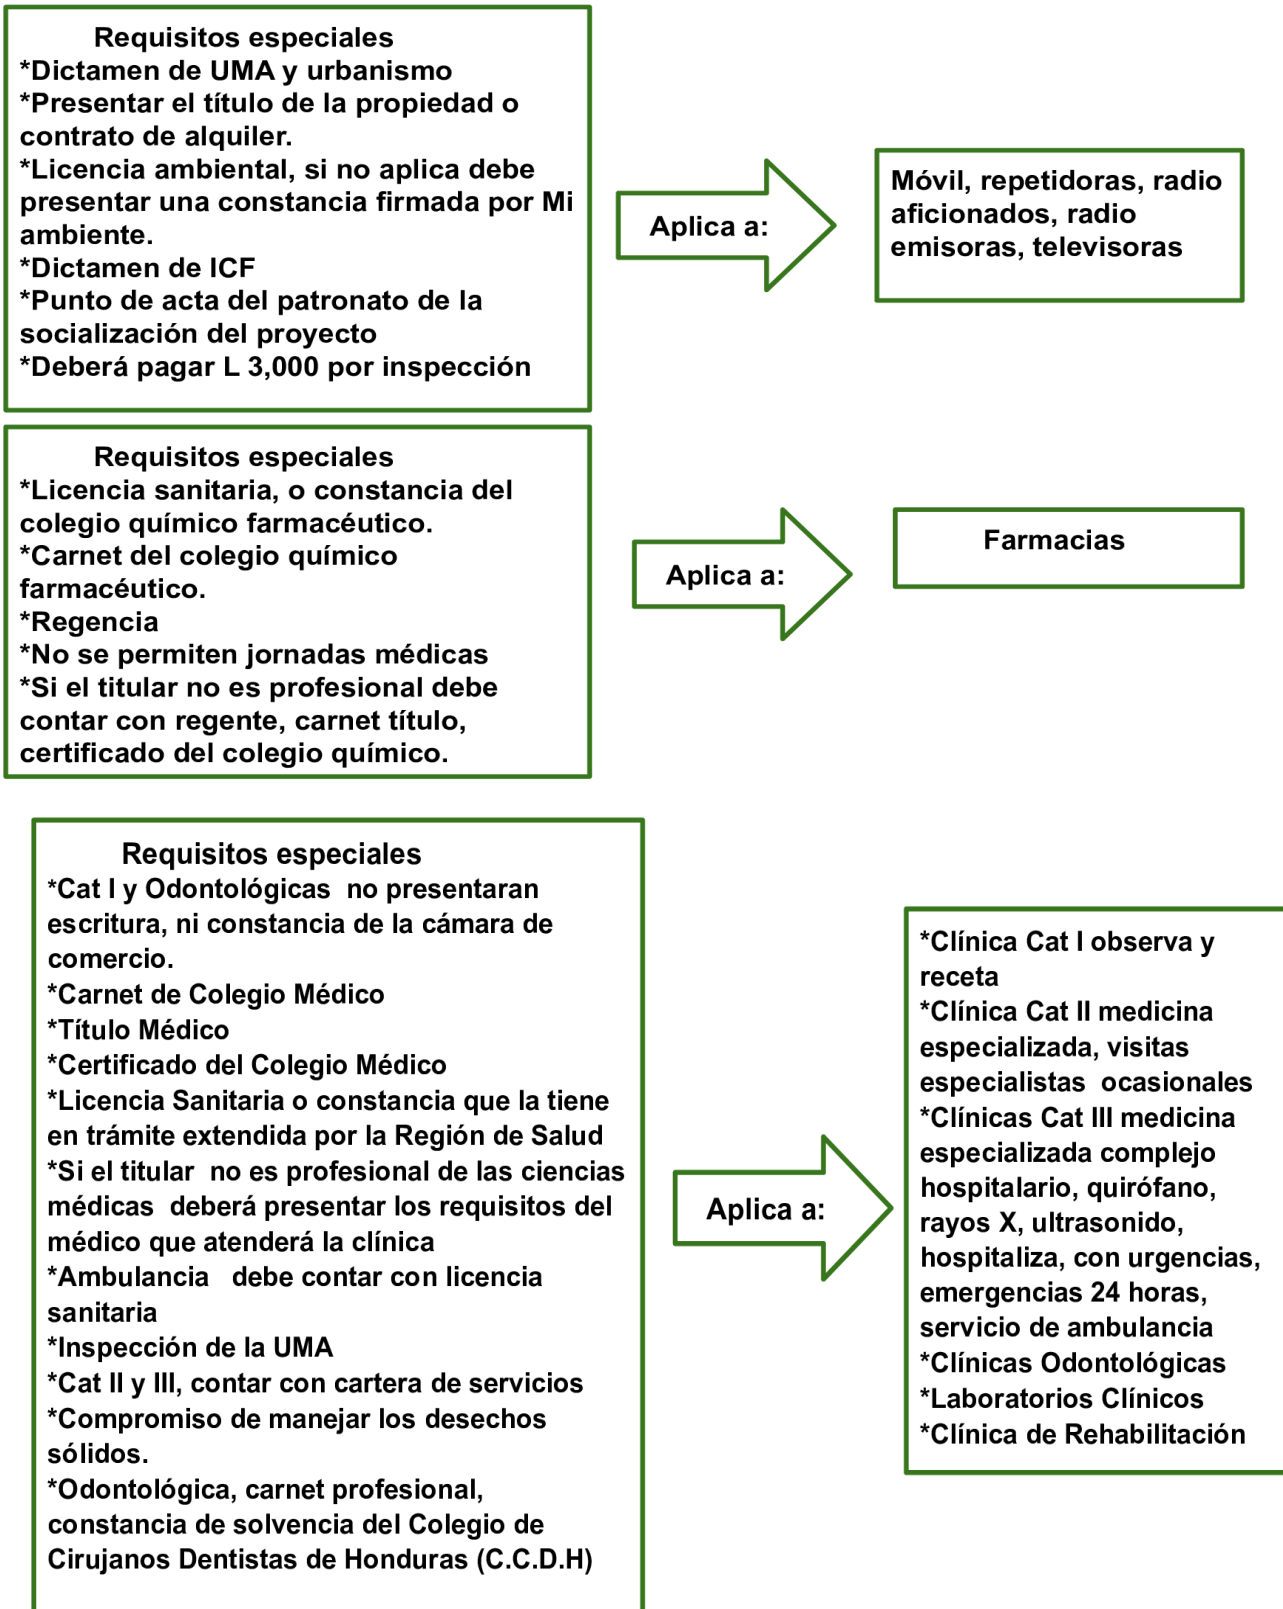 Requisitos especiales
*Dictamen de UMA y urbanismo
*Presentar el título de la propiedad o
contrato de alquiler.
*Licencia ambiental, si no aplica debe
presentar una constancia firmada por Mi
ambiente.
*Dictamen de ICF
*Punto de acta del patronato de la
socialización del proyecto
*Deberá pagar L 3,000 por inspección
Aplica a:
Móvil, repetidoras, radio
aficionados, radio
emisoras, televisoras
Requisitos especiales
*Licencia sanitaria, o constancia del
colegio químico farmacéutico.
*Carnet del colegio químico
farmacéutico.
*Regencia
*No se permiten jornadas médicas
*Si el titular no es profesional debe
contar con regente, carnet título,
certificado del colegio químico.
Aplica a:
Farmacias
Requisitos especiales
*Cat I y Odontológicas  no presentaran
escritura, ni constancia de la cámara de
comercio.
*Carnet de Colegio Médico
*Título Médico
*Certificado del Colegio Médico
*Licencia Sanitaria o constancia que la tiene
en trámite extendida por la Región de Salud
*Si el titular  no es profesional de las ciencias
médicas  deberá presentar los requisitos del
médico que atenderá la clínica
*Ambulancia   debe contar con licencia
sanitaria
*Inspección de la UMA
*Cat II y III, contar con cartera de servicios
*Compromiso de manejar los desechos
sólidos.
*Odontológica, carnet profesional,
constancia de solvencia del Colegio de
Cirujanos Dentistas de Honduras (C.C.D.H)
Aplica a:
*Clínica Cat I observa y
receta
*Clínica Cat II medicina
especializada, visitas
especialistas  ocasionales
*Clínicas Cat III medicina
especializada complejo
hospitalario, quirófano,
rayos X, ultrasonido,
hospitaliza, con urgencias,
emergencias 24 horas,
servicio de ambulancia
*Clínicas Odontológicas
*Laboratorios Clínicos
*Clínica de Rehabilitación